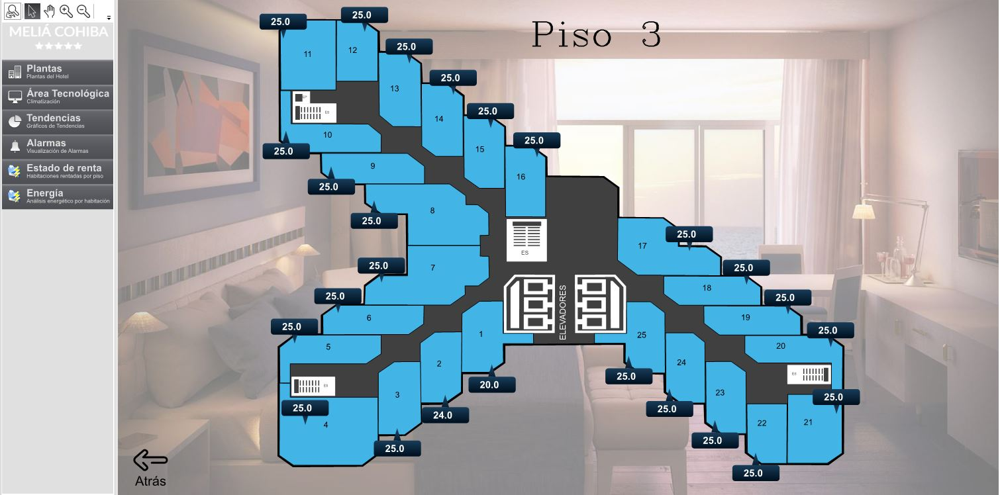 MELIÁ COHIBA
★★★★★
Plantas
Plantas del Hotel
Área Tecnológica
Climatización
Tendencias
Gráficos de Tendencias
Alarmas
Visualización de Alarmas
Estado de renta
Habitaciones rentadas por piso
Energía
Análisis energético por habitación
Piso 3
25.0
25.0
11
12
25.0
13
25.0
14
25.0
15
25.0
16
ES
10
25.0
9
25.0
8
25.0
7
25.0
6
25.0
5
25.0
ES
25.0
4
3
25.0
2
24.0
1
20.0
ES
ELEVADORES
17
25.0
18
25.0
19
25.0
20
25.0
ES
25.0
21
22
25.0
23
25.0
24
25.0
25
25.0
Atrás